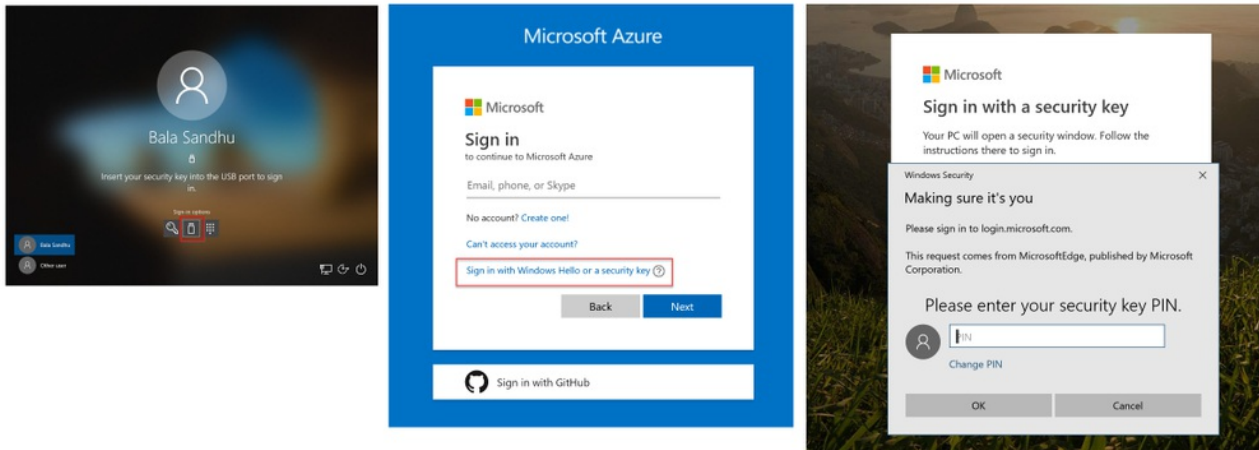 Bala Sandhu
Insert your security key into the USB port to sign
in.
Sign-in options
Bala Sandhu
Other user
Microsoft Azure
Microsoft
Sign in
to continue to Microsoft Azure
Email, phone, or Skype
No account? Create one!
Can't access your account?
Sign in with Windows Hello or a security key
Back
Next
Sign in with GitHub
Microsoft
Sign in with a security key
Your PC will open a security window. Follow the
instructions there to sign in.
Windows Security
Making sure it's you
Please sign in to login.microsoft.com.
This request comes from MicrosoftEdge, published by Microsoft
Corporation.
Please enter your security key PIN.
PIN
Change PIN
OK
Cancel